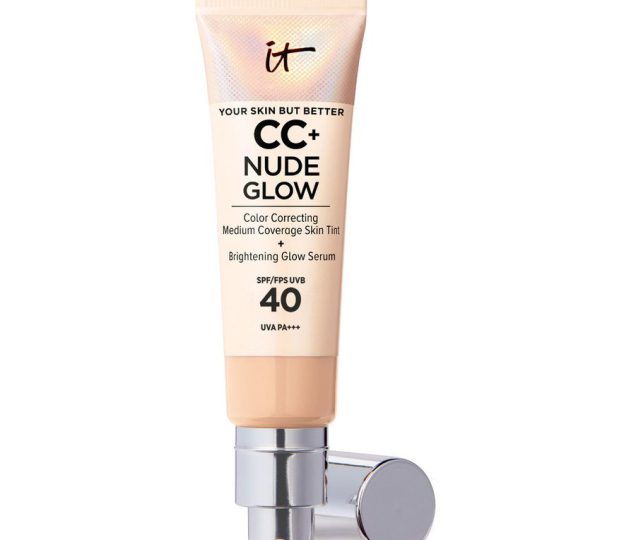 it
YOUR SKIN BUT BETTER
CC+
NUDE
GLOW
Color Correcting
Medium Coverage Skin Tint
+
Brightening Glow Serum
SPF/FPS UVB
40
UVA PA+++